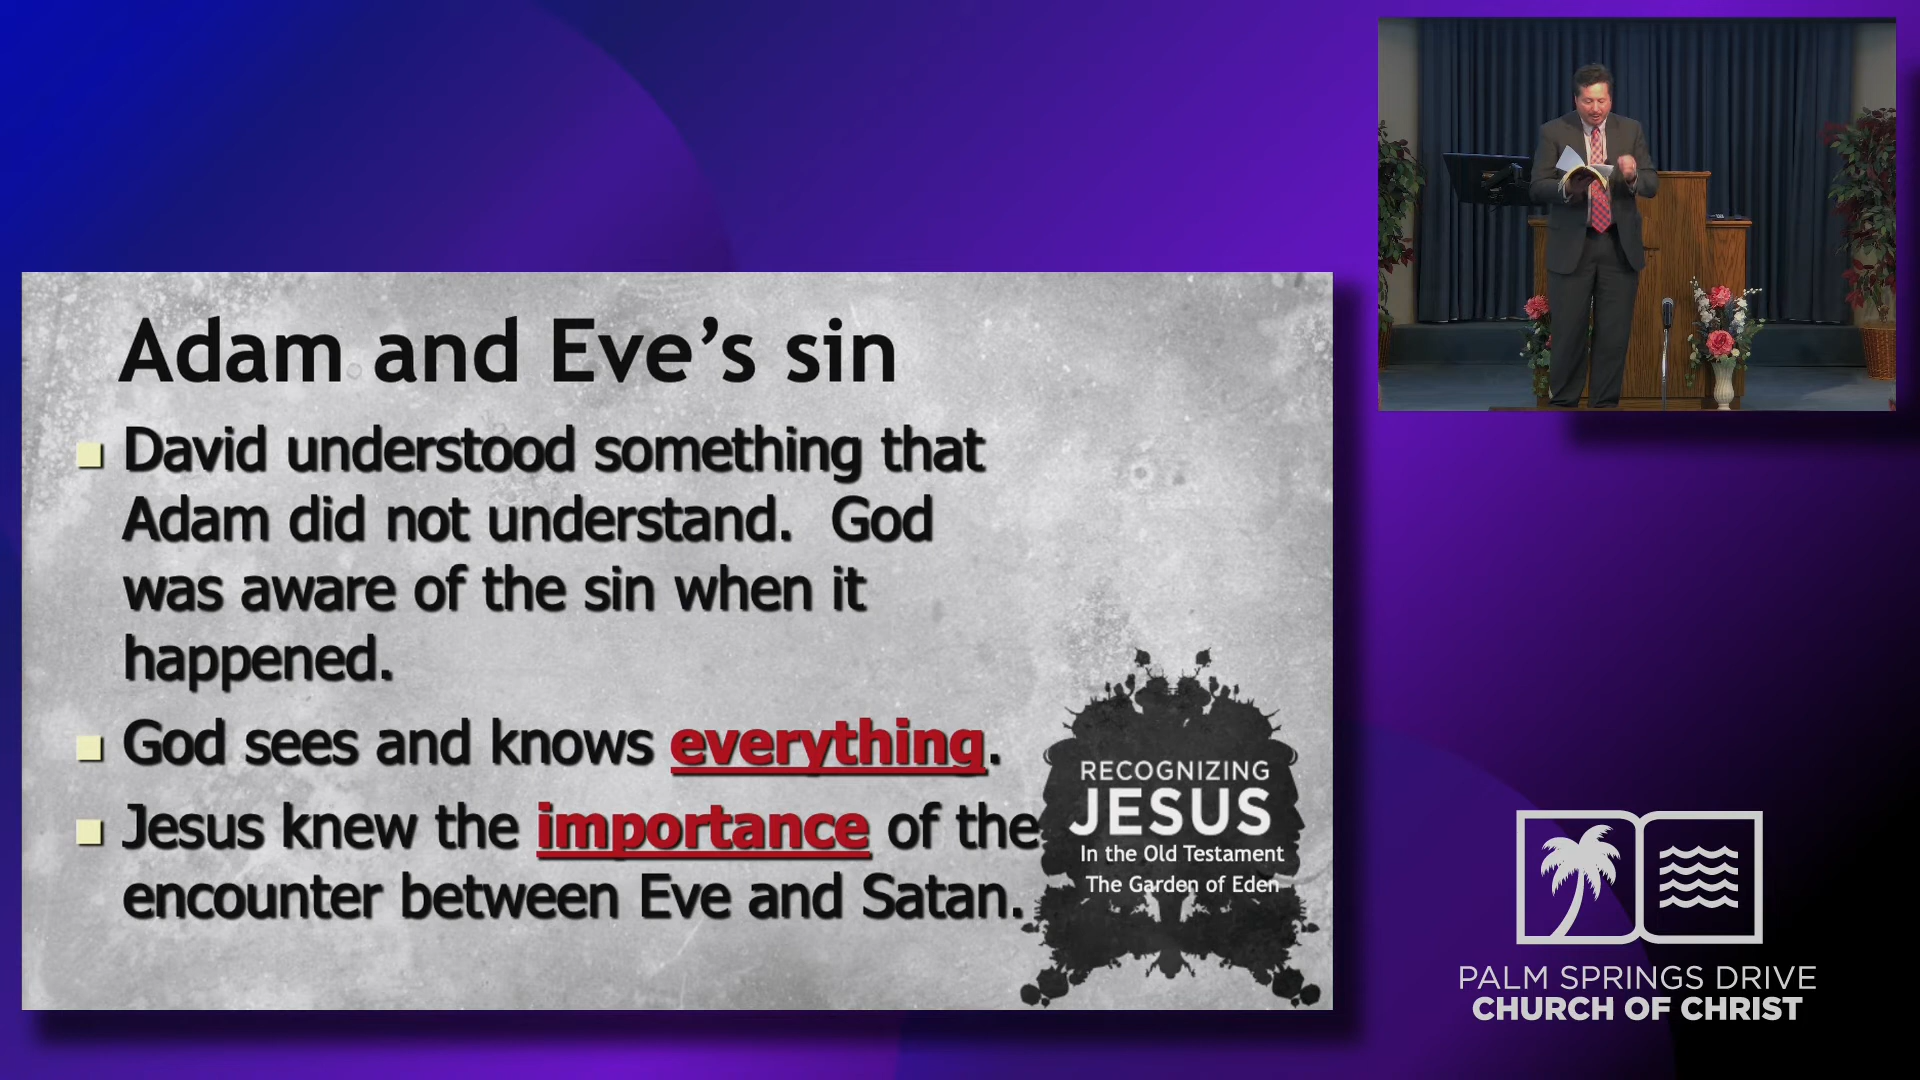 Adam and Eve’s sin
David understood something that
Adam did not understand.  God
was aware of the sin when it
happened.
God sees and knows everything.
Jesus knew the importance of the
encounter between Eve and Satan.
RECOGNIZING
JESUS
In the Old Testament
The Garden of Eden
PALM SPRINGS DRIVE
CHURCH OF CHRIST